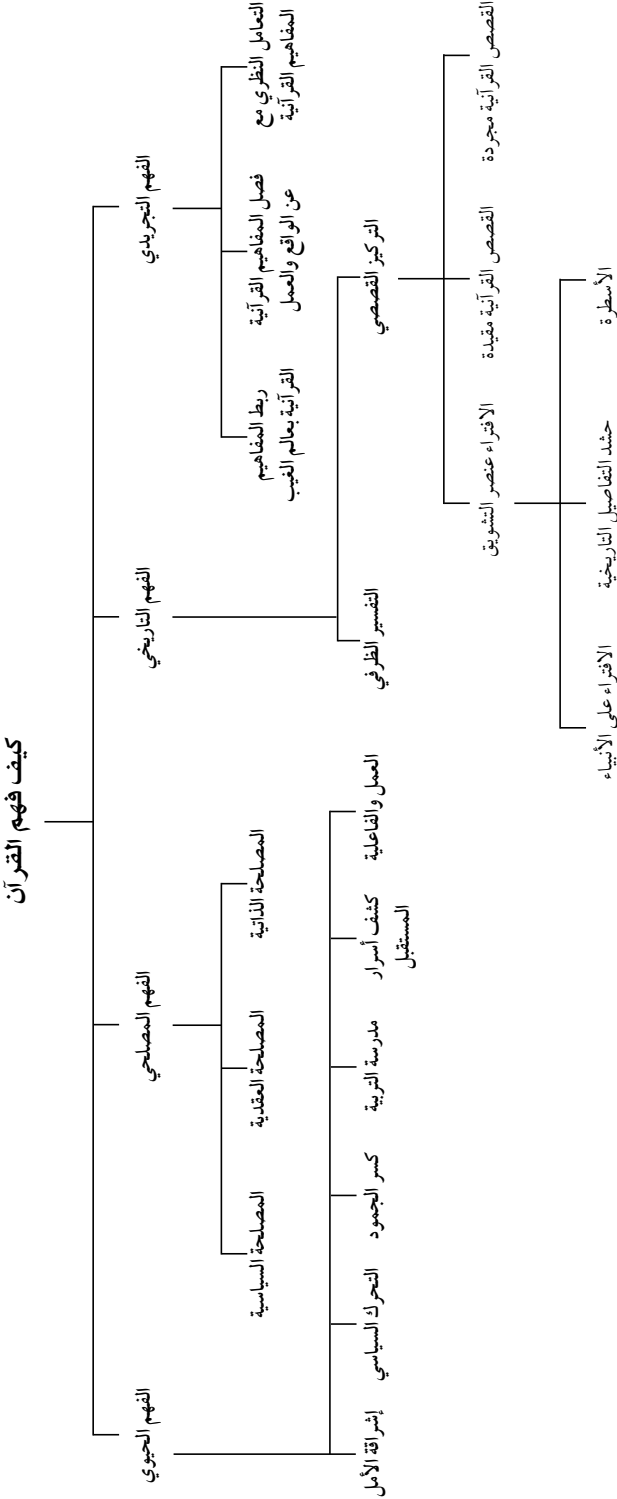 كيف فهم القرآن
الفهم التجريدي
الفهم التاريخي
الفهم المصلحي
الفهم الحيوي
التعامل النظري مع
المفاهيم القرآنية
فصل المفاهيم القرآنية
عن الواقع والعمل
ربط المفاهيم
القرآنية بعالم الغيب
المصلحة الذاتية
المصلحة العقدية
المصلحة السياسية
التركيز القصصي
التفسير الظرفي
العمل والفاعلية
كشف أسرار
المستقبل
مدرسة التربية
كسر الجمود
التحرك السياسي
إشراقة الأمل
القصص القرآنية مجردة
القصص القرآنية مقيدة
الافتراء عنصر التشويق
الأسطرة
حشد التفاصيل التاريخية
الافتراء على الأنبياء